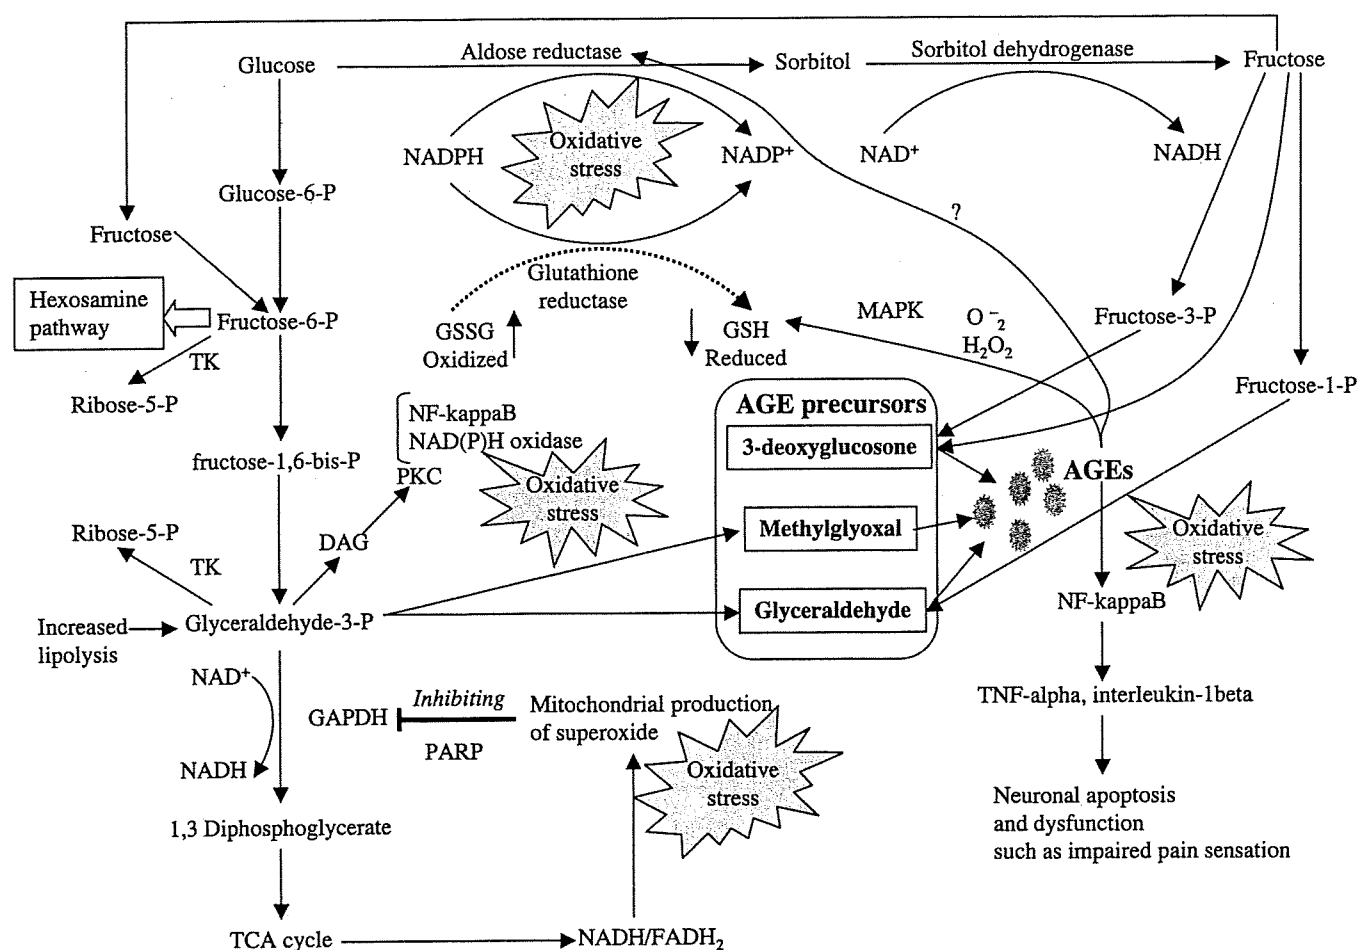 Aldose reductase
Sorbitol dehydrogenase
Glucose
Sorbitol
Fructose
Oxidative
stress
NADPH
NADP⁺
NAD⁺
NADH
Glucose-6-P
?
Fructose
Glutathione
reductase
Hexosamine
pathway
Fructose-6-P
GSSG
Oxidized
GSH
Reduced
MAPK
O⁻₂
H₂O₂
Fructose-3-P
TK
Ribose-5-P
Fructose-1-P
NF-kappaB
NAD(P)H oxidase
PKC
AGE precursors
3-deoxyglucosone
fructose-1,6-bis-P
AGEs
Oxidative
stress
Methylglyoxal
Oxidative
stress
Ribose-5-P
TK
DAG
Glyceraldehyde
NF-kappaB
Increased
lipolysis
Glyceraldehyde-3-P
NAD⁺
GAPDH
Inhibiting
PARP
Mitochondrial production
of superoxide
TNF-alpha, interleukin-1beta
NADH
Oxidative
stress
1,3 Diphosphoglycerate
Neuronal apoptosis
and dysfunction
such as impaired pain sensation
TCA cycle
NADH/FADH₂